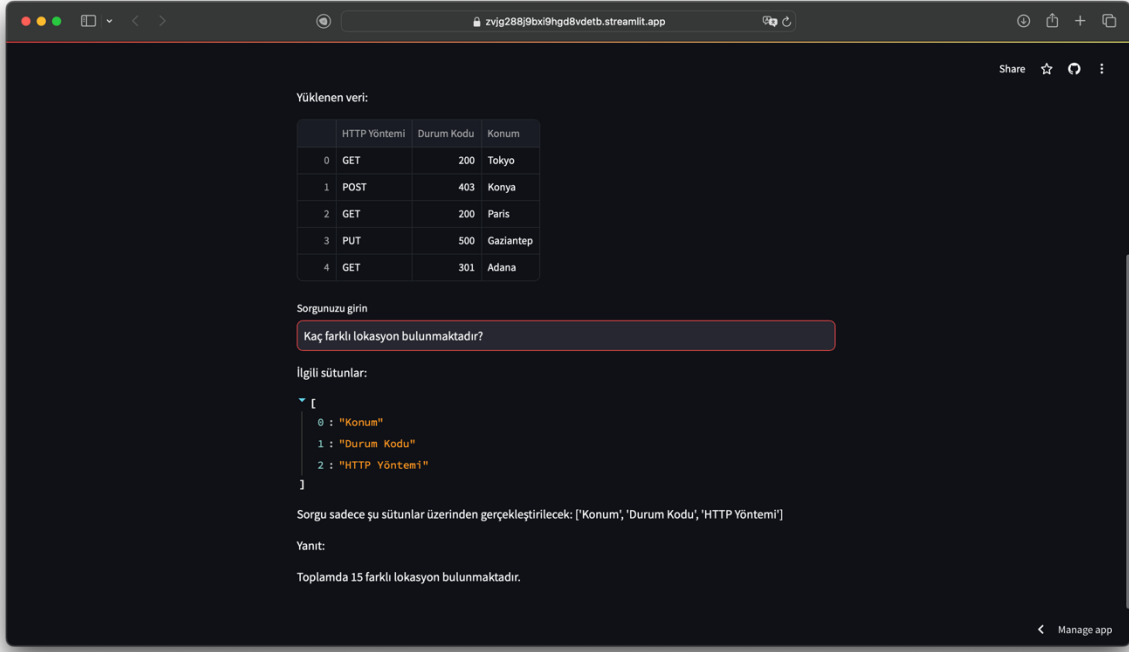 zvjg288j9bxi9hgd8vdetb.streamlit.app
Share
Yüklenen veri:
HTTP Yöntemi Durum Kodu Konum
0 GET 200 Tokyo
1 POST 403 Konya
2 GET 200 Paris
3 PUT 500 Gaziantep
4 GET 301 Adana
Sorgunuzu girin
Kaç farklı lokasyon bulunmaktadır?
İlgili sütunlar:
[
0 : "Konum"
1 : "Durum Kodu"
2 : "HTTP Yöntemi"
]
Sorgu sadece şu sütunlar üzerinden gerçekleştirilecek: ['Konum', 'Durum Kodu', 'HTTP Yöntemi']
Yanıt:
Toplamda 15 farklı lokasyon bulunmaktadır.
Manage app